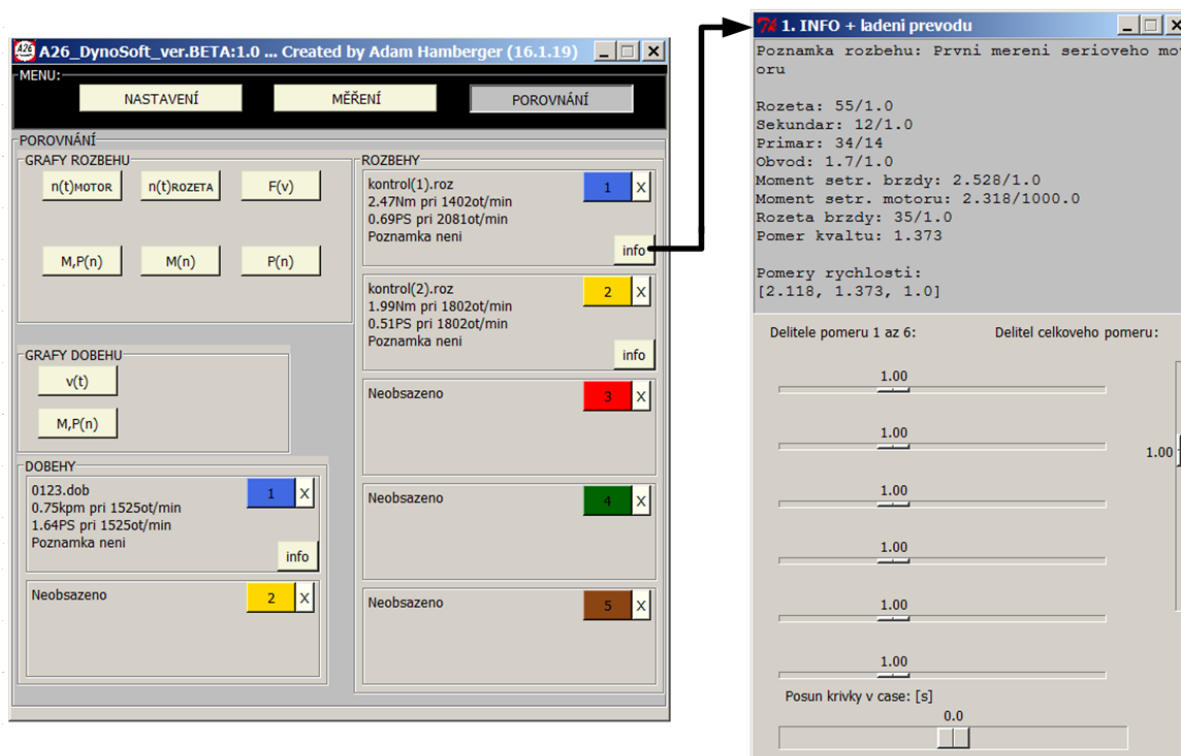 A26_DynoSoft_ver.BETA:1.0 ... Created by Adam Hamberger (16.1.19)
MENU:
NASTAVENÍ
MĚŘENÍ
POROVNÁNÍ
POROVNÁNÍ
GRAFY ROZBEHU
n(t)MOTOR
n(t)ROZETA
F(v)
M,P(n)
M(n)
P(n)
GRAFY DOBEHU
v(t)
M,P(n)
DOBEHY
0123.dob
1
X
0.75kpm pri 1525ot/min
1.64PS pri 1525ot/min
Poznamka neni
info
Neobsazeno
2
X
ROZBEHY
kontrol(1).roz
1
X
2.47Nm pri 1402ot/min
0.69PS pri 2081ot/min
Poznamka neni
info
kontrol(2).roz
2
X
1.99Nm pri 1802ot/min
0.51PS pri 1802ot/min
Poznamka neni
info
Neobsazeno
3
X
Neobsazeno
4
X
Neobsazeno
5
X
1. INFO + ladeni prevodu
Poznamka rozbehu: Prvni mereni serioveho mot
oru
Rozeta: 55/1.0
Sekundar: 12/1.0
Primar: 34/14
Obvod: 1.7/1.0
Moment setr. brzdy: 2.528/1.0
Moment setr. motoru: 2.318/1000.0
Rozeta brzdy: 35/1.0
Pomer kvaltu: 1.373
Pomery rychlosti:
[2.118, 1.373, 1.0]
Delitele pomeru 1 az 6:
Delitel celkoveho pomeru:
1.00
1.00
1.00
1.00
1.00
1.00
1.00
Posun krivky v case: [s]
0.0